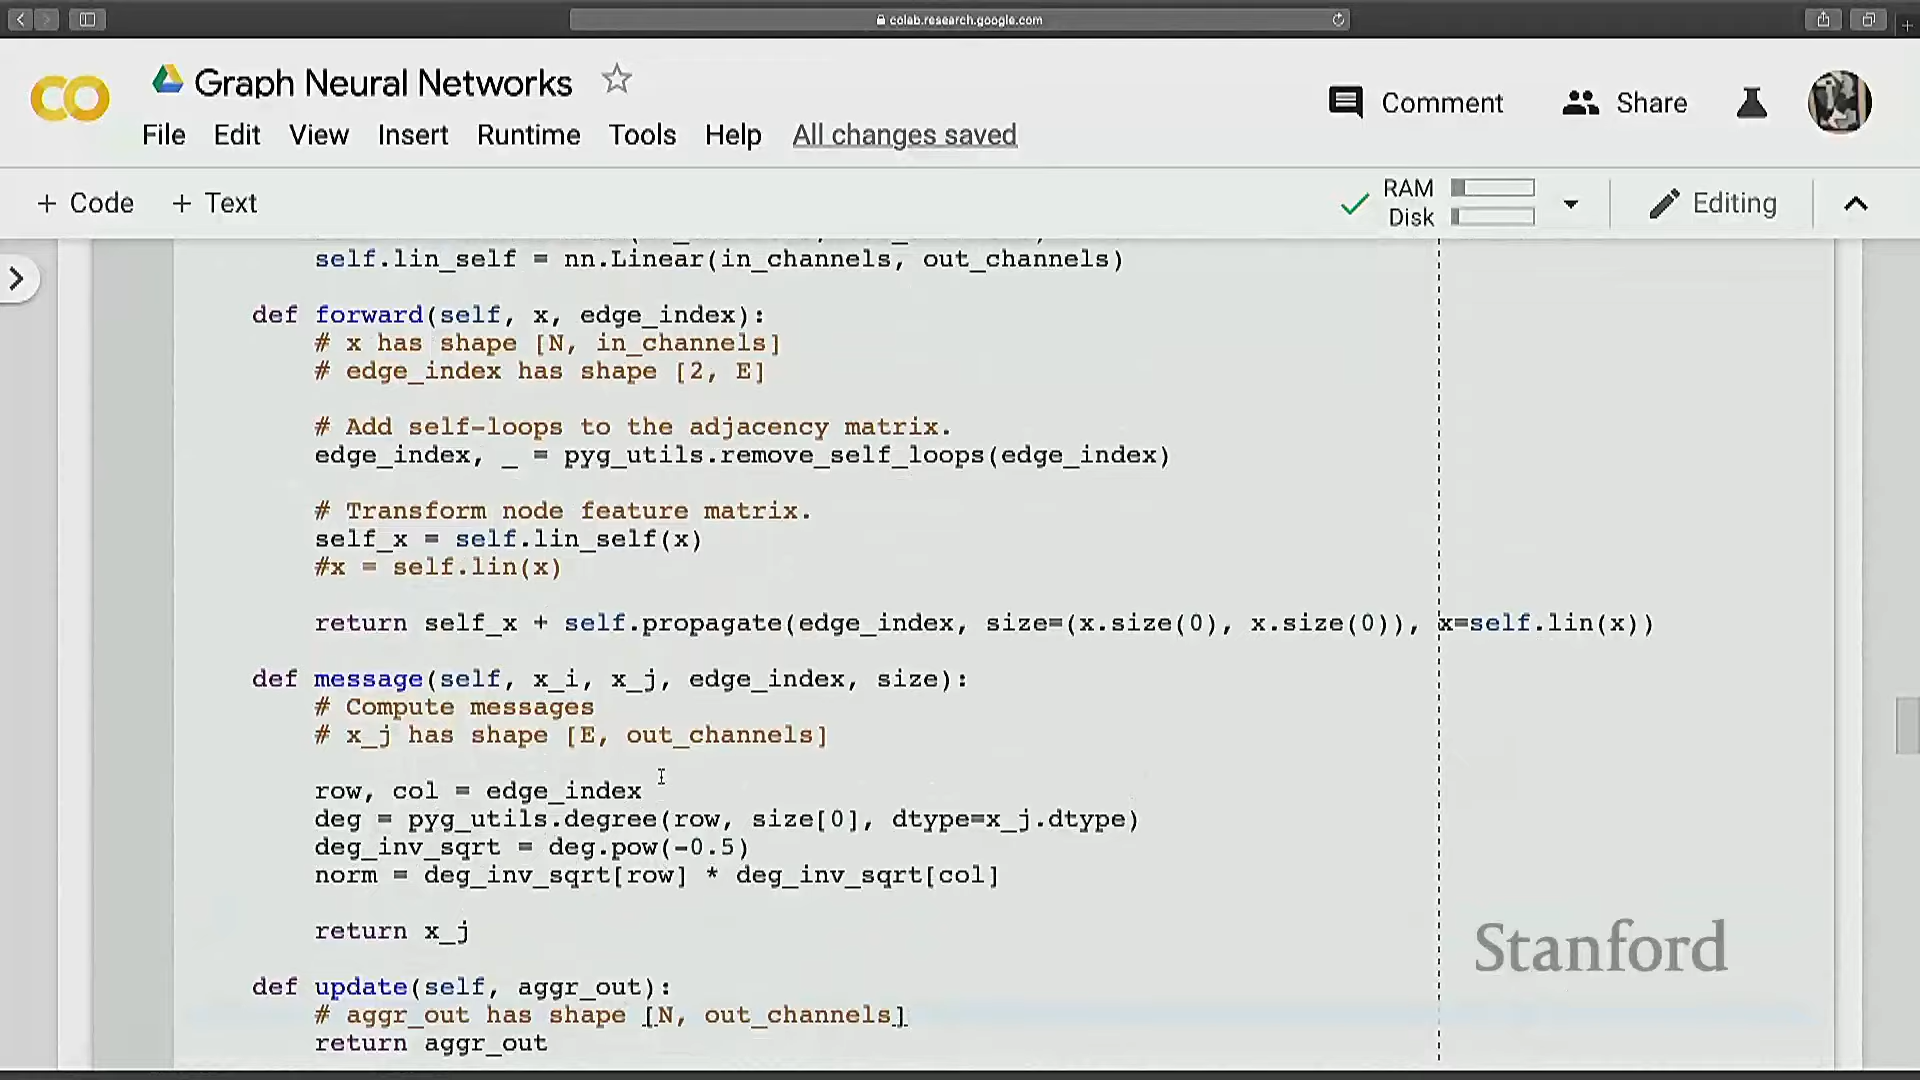 colab.research.google.com
CO
Graph Neural Networks
Comment
Share
File Edit View Insert Runtime Tools Help All changes saved
+ Code + Text
RAM
Disk
Editing
self.lin_self = nn.Linear(in_channels, out_channels)
def forward(self, x, edge_index):
# x has shape [N, in_channels]
# edge_index has shape [2, E]
# Add self-loops to the adjacency matrix.
edge_index, _ = pyg_utils.remove_self_loops(edge_index)
# Transform node feature matrix.
self_x = self.lin_self(x)
#x = self.lin(x)
return self_x + self.propagate(edge_index, size=(x.size(0), x.size(0)), x=self.lin(x))
def message(self, x_i, x_j, edge_index, size):
# Compute messages
# x_j has shape [E, out_channels]
row, col = edge_index
deg = pyg_utils.degree(row, size[0], dtype=x_j.dtype)
deg_inv_sqrt = deg.pow(-0.5)
norm = deg_inv_sqrt[row] * deg_inv_sqrt[col]
return x_j
def update(self, aggr_out):
# aggr_out has shape [N, out_channels]
return aggr_out
Stanford